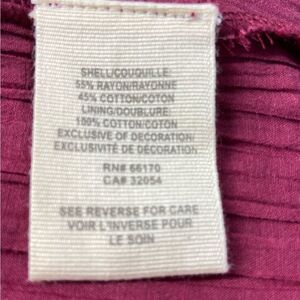 SHELL/COUQUILLE:
55% RAYON/RAYONNE
45% COTTON/COTON
LINING/DOUBLURE:
100% COTTON/COTON
EXCLUSIVE OF DECORATION/
EXCLUSIVITÉ DE DÉCORATION
RN# 66170
CA# 32054
SEE REVERSE FOR CARE
VOIR L'INVERSE POUR
LE SOIN